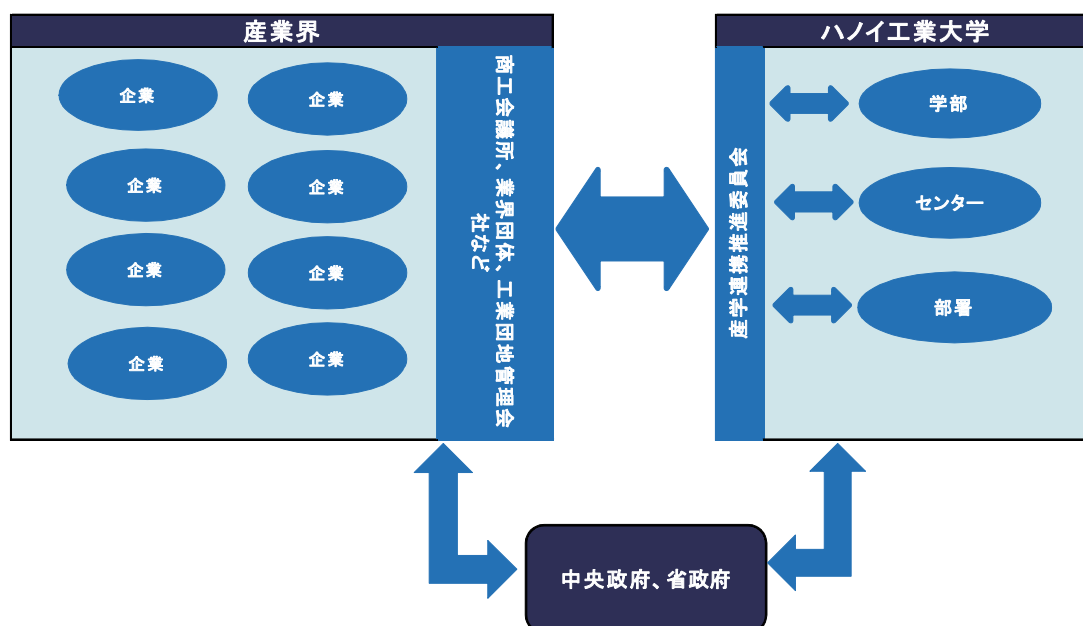 産業界
企業
企業
企業
企業
企業
企業
企業
企業
商工会議所、業界団体、工業団地管理会
社など
ハノイ工業大学
産学連携推進委員会
学部
センター
部署
中央政府、省政府